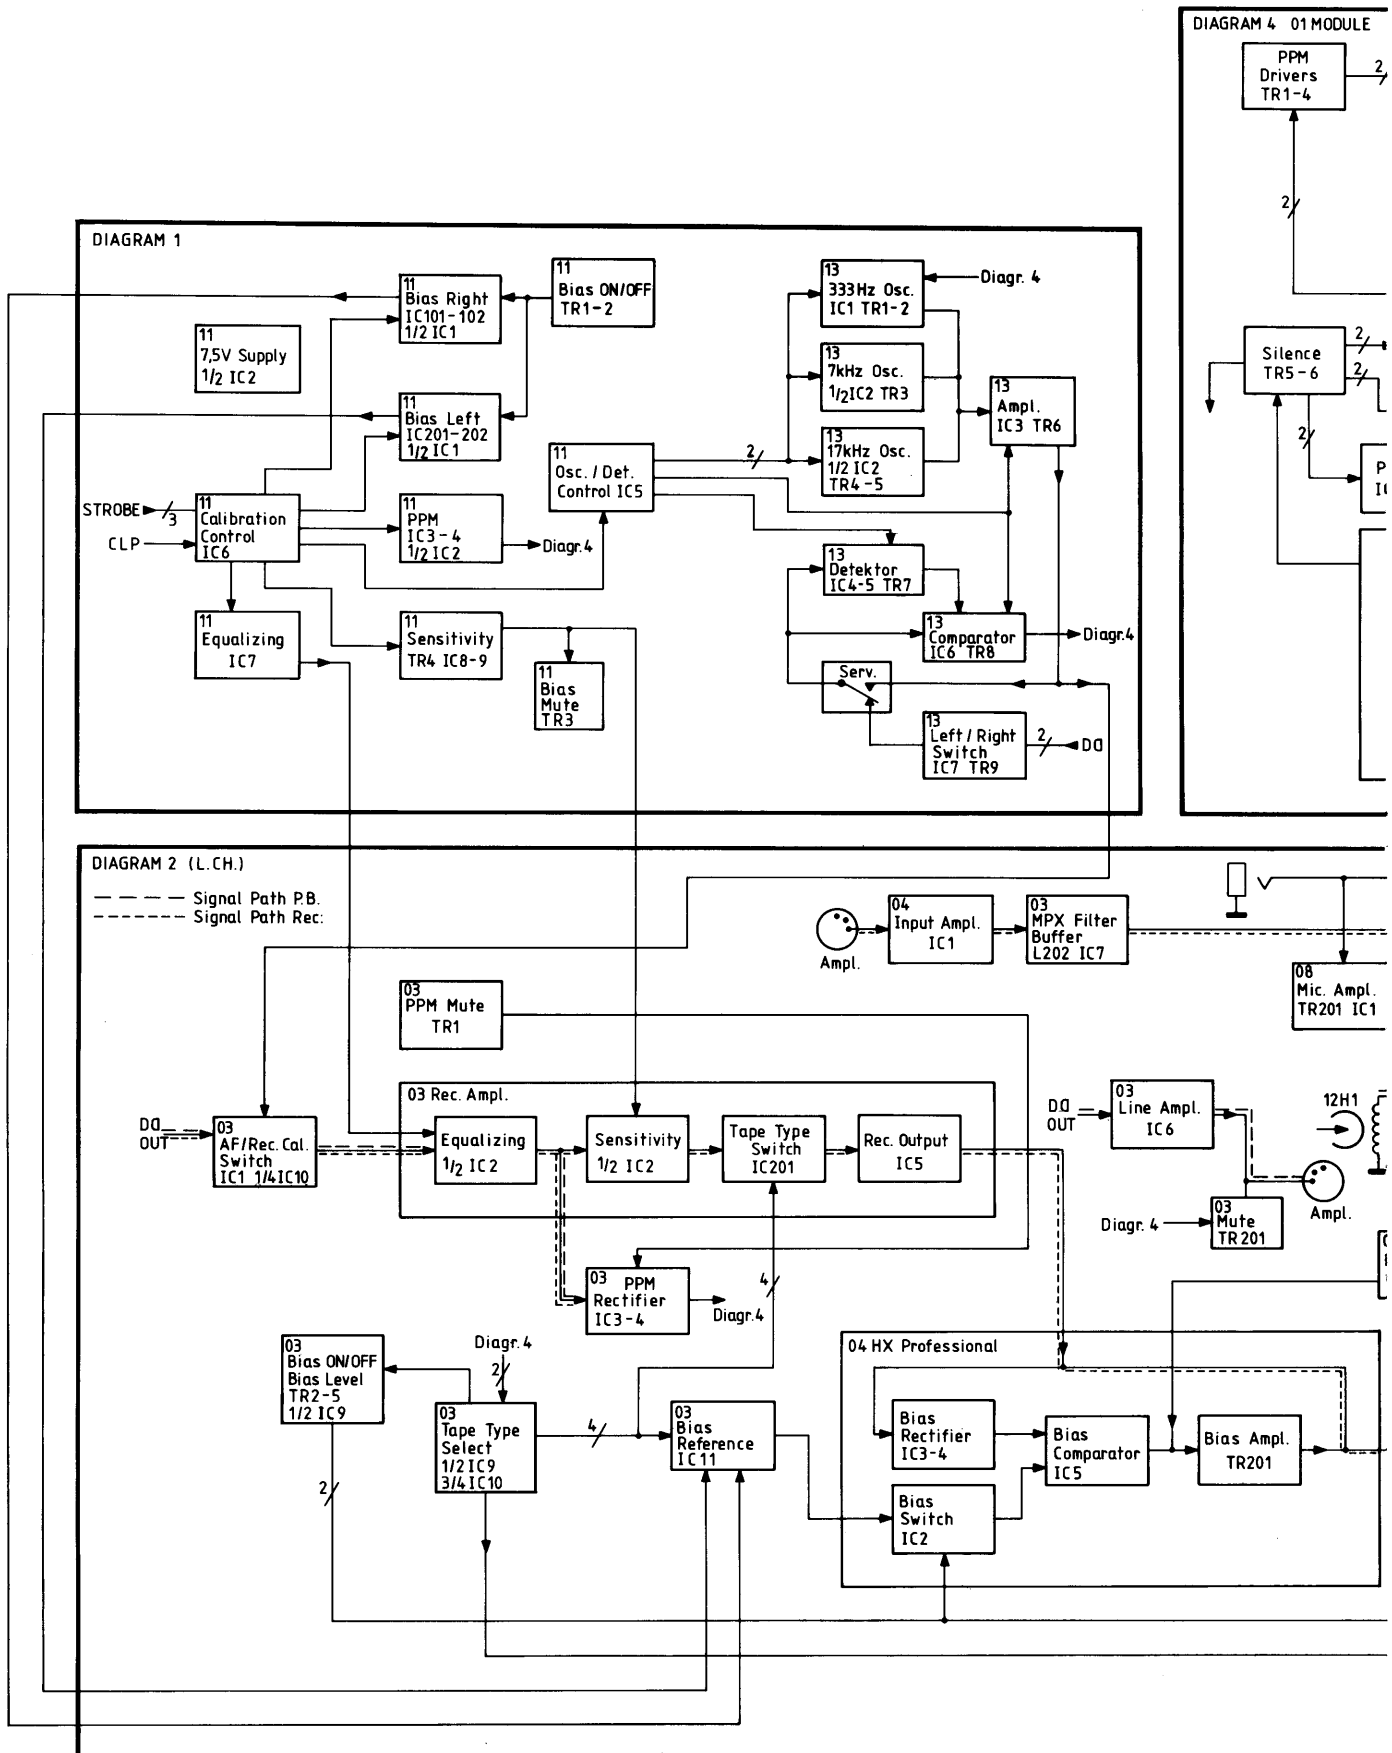 DIAGRAM 4 01 MODULE
PPM
Drivers
TR1-4
2
2
Silence
TR5-6
2
2
2
DIAGRAM 1
11
Bias Right
IC101-102
1/2 IC1
11
Bias ON/OFF
TR1-2
11
7,5V Supply
1/2 IC2
11
Bias Left
IC201-202
1/2 IC1
STROBE
3
CLP
11
Calibration
Control
IC6
11
PPM
IC3-4
1/2 IC2
Diagr.4
11
Osc./Det.
Control IC5
2
11
Equalizing
IC7
11
Sensitivity
TR4 IC8-9
11
Bias
Mute
TR3
13
333Hz Osc.
IC1 TR1-2
Diagr. 4
13
7kHz Osc.
1/2 IC2 TR3
13
17kHz Osc.
1/2 IC2
TR4-5
13
Ampl.
IC3 TR6
13
Detektor
IC4-5 TR7
13
Comparator
IC6 TR8
Diagr.4
Serv.
13
Left/Right
Switch
IC7 TR9
2
DIAGRAM 2 (L.CH.)
Signal Path P.B.
Signal Path Rec:
Ampl.
04
Input Ampl.
IC1
03
MPX Filter
Buffer
L202 IC7
08
Mic. Ampl.
TR201 IC1
03
PPM Mute
TR1
OUT
03
AF/Rec. Cal.
Switch
IC1 1/4 IC10
03 Rec. Ampl.
Equalizing
1/2 IC2
Sensitivity
1/2 IC2
Tape Type
Switch
IC201
Rec. Output
IC5
OUT
03
Line Ampl.
IC6
12H1
Diagr. 4
03
Mute
TR201
Ampl.
03 PPM
Rectifier
IC3-4
Diagr.4
4
03
Bias ON/OFF
Bias Level
TR2-5
1/2 IC9
2
Diagr.4
2
03
Tape Type
Select
1/2 IC9
3/4 IC10
4
03
Bias
Reference
IC11
04 HX Professional
Bias
Rectifier
IC3-4
Bias
Switch
IC2
Bias
Comparator
IC5
Bias Ampl.
TR201